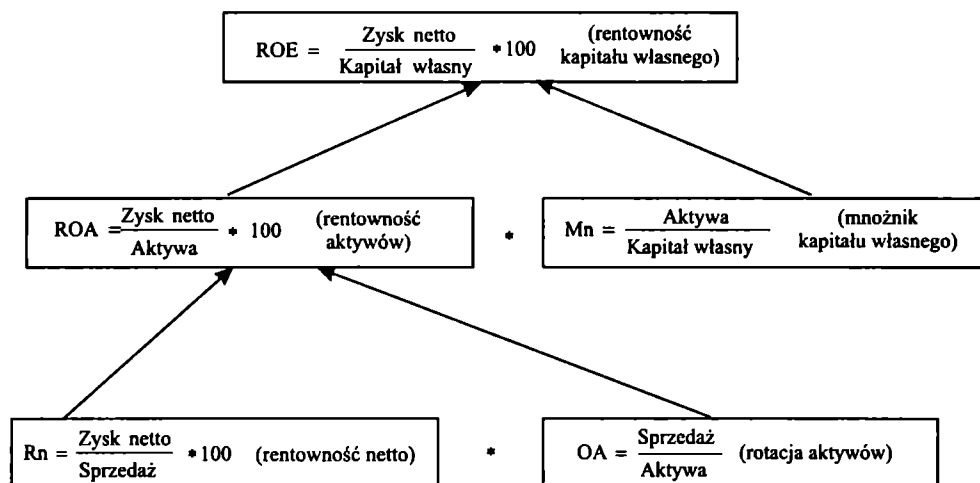 ROE = Zysk netto / Kapitał własny * 100 (rentowność kapitału własnego)
ROA = Zysk netto / Aktywa * 100 (rentowność aktywów)
*
Mn = Aktywa / Kapitał własny (mnożnik kapitału własnego)
Rn = Zysk netto / Sprzedaż * 100 (rentowność netto)
*
OA = Sprzedaż / Aktywa (rotacja aktywów)